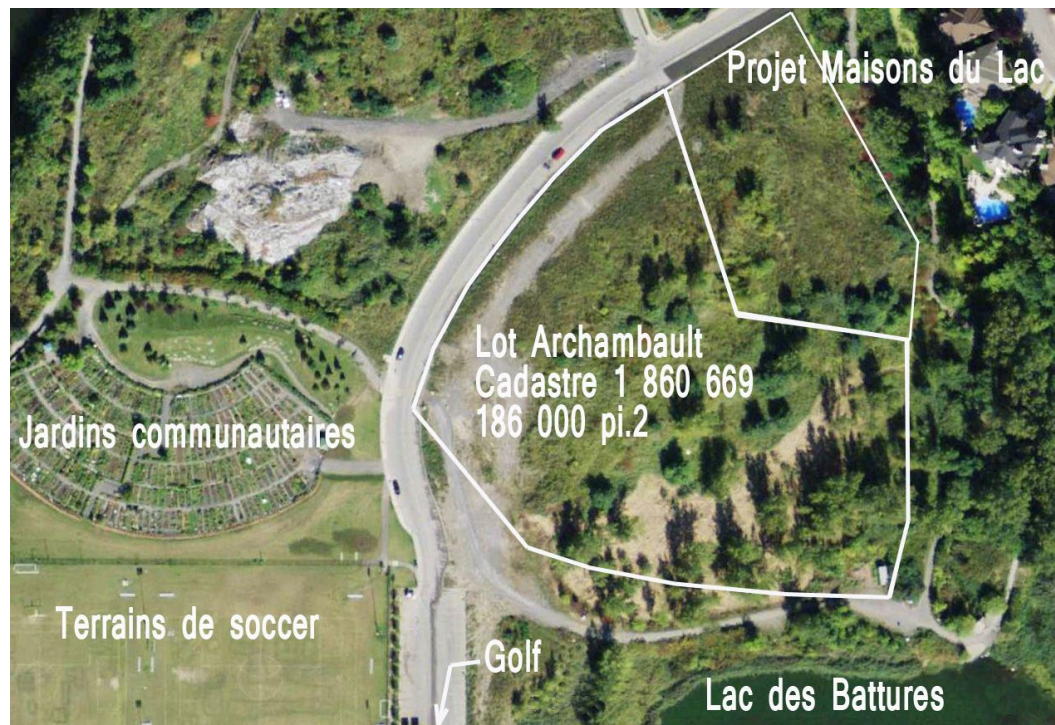 Projet Maisons du Lac
Lot Archambault
Cadastre 1 860 669
186 000 pi.2
Jardins communautaires
Terrains de soccer
Golf
Lac des Battures